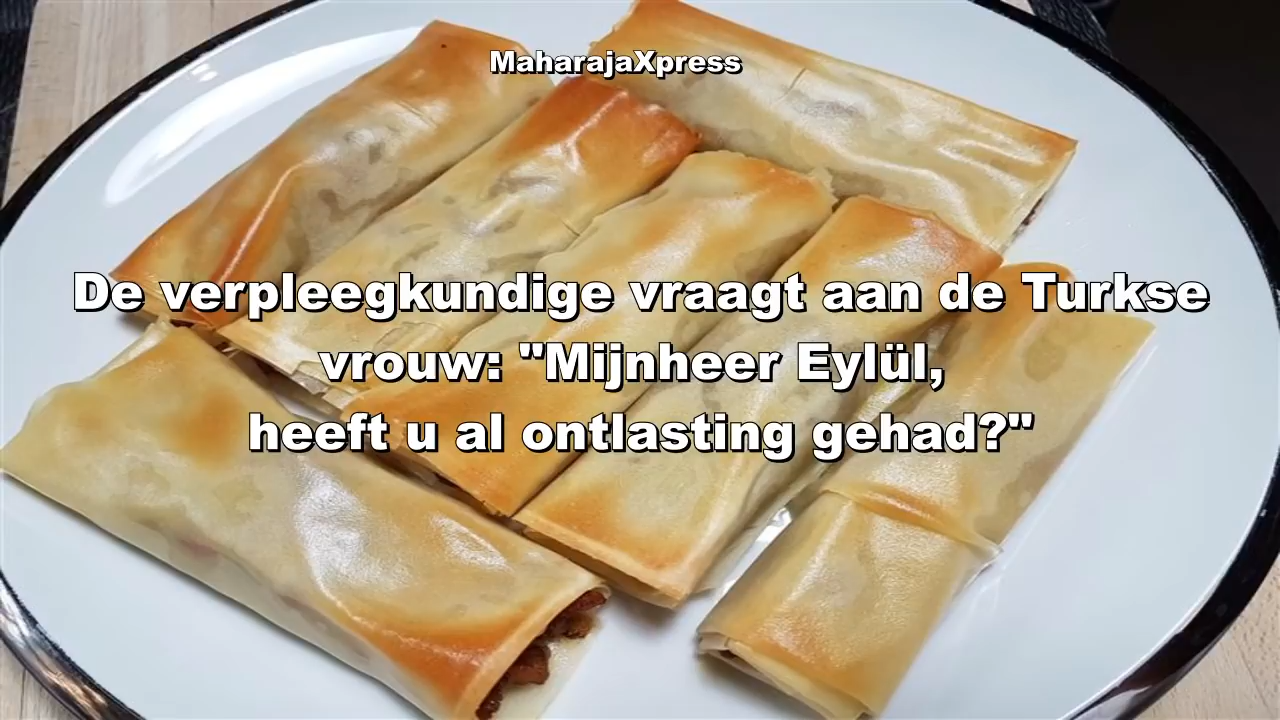 MaharajaXpress
De verpleegkundige vraagt aan de Turkse
vrouw: "Mijnheer Eylül,
heeft u al ontlasting gehad?"